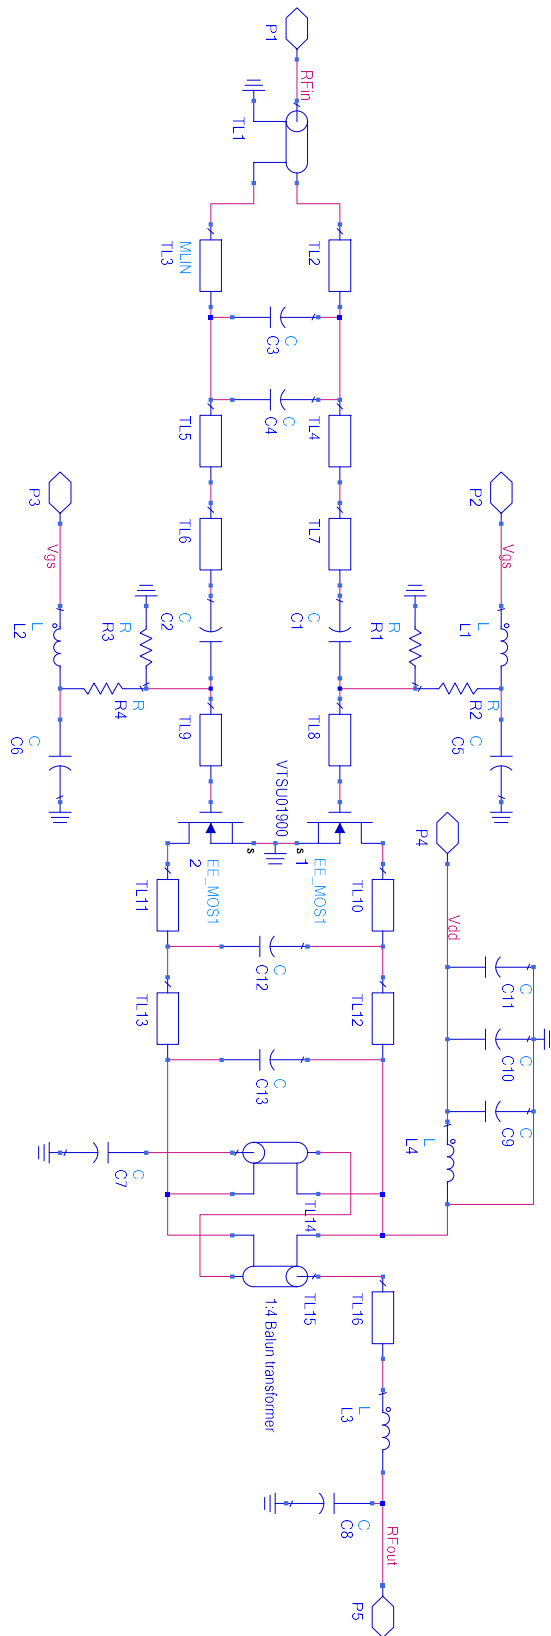 P1
RFin
TL1
TL2
MLIN
TL3
C
C3
C
C4
TL4
TL5
TL7
TL6
P2
Vgs
L
L1
R
R2
C
C5
R
R1
C
C1
TL8
C
C2
TL9
R
R3
R
R4
P3
Vgs
L
L2
C
C6
VTSU01900
s
s
EE_MOS1
1
EE_MOS1
2
P4
Vdd
C
C11
C
C10
C
C9
L
L4
TL10
TL11
C
C12
TL12
TL13
C
C13
C
C7
TL14
TL15
1:4 Balun transformer
TL16
L
L3
C
C8
RFout
P5